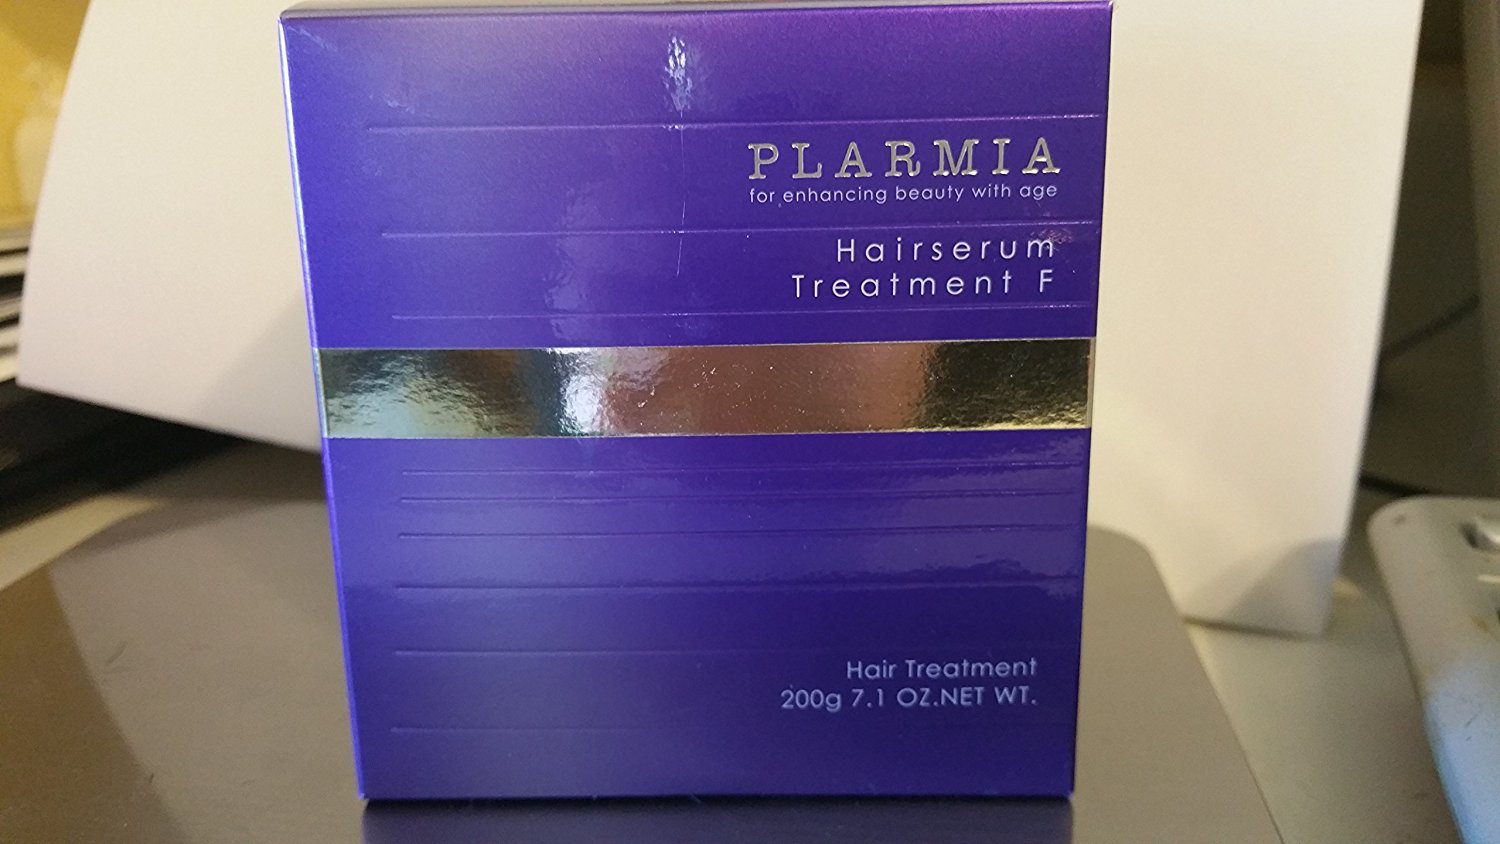 PLARMIA
for enhancing beauty with age
Hairserum
Treatment F
Hair Treatment
200g 7.1 OZ.NET WT.